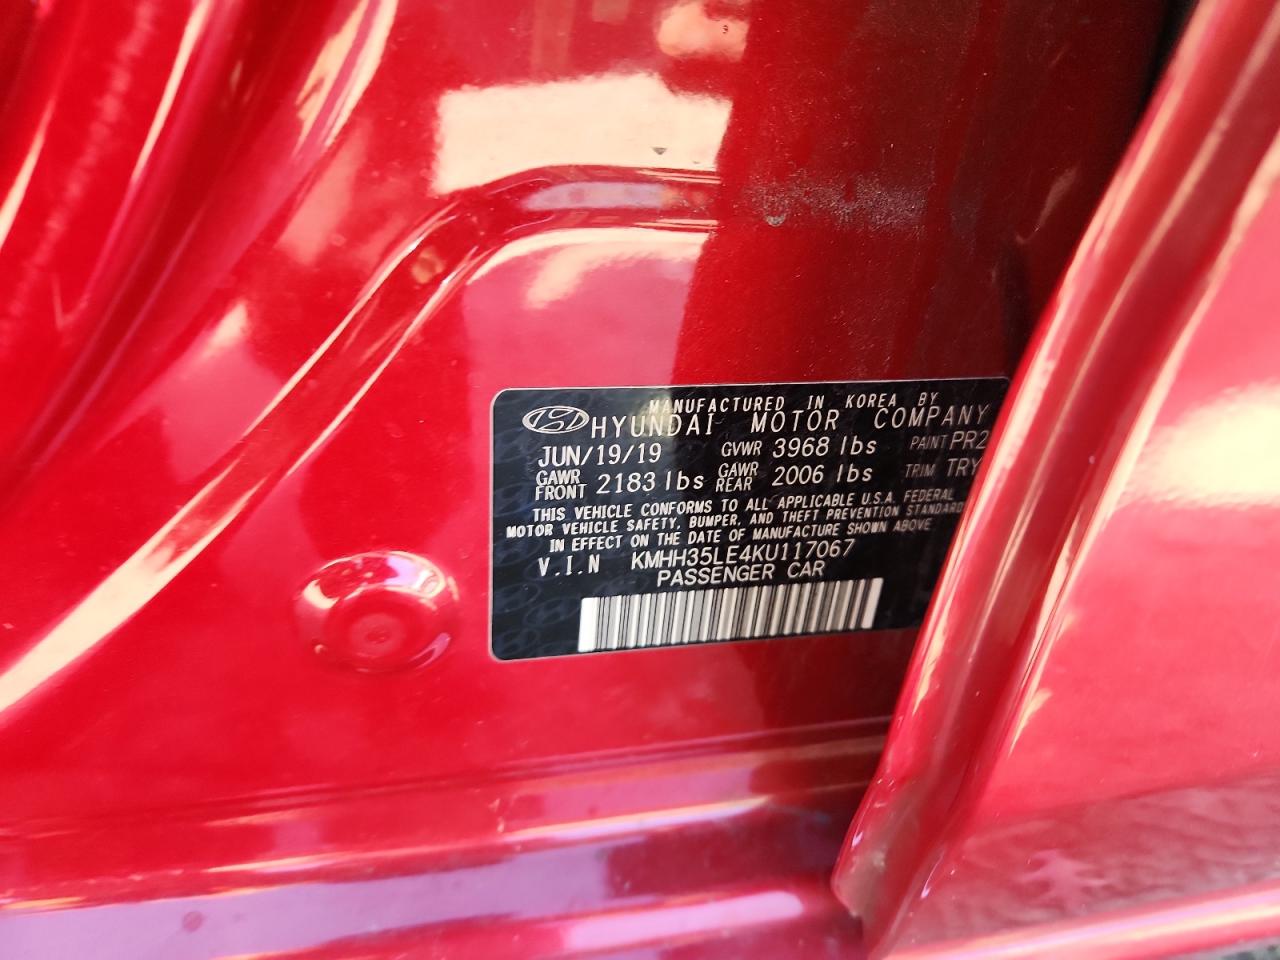 MANUFACTURED IN KOREA BY
HYUNDAI MOTOR COMPANY
JUN/19/19 GVWR 3968 lbs PAINT PR2
GAWR FRONT 2183 lbs GAWR REAR 2006 lbs TRIM TRY
THIS VEHICLE CONFORMS TO ALL APPLICABLE U.S.A. FEDERAL
MOTOR VEHICLE SAFETY, BUMPER, AND THEFT PREVENTION STANDARD
IN EFFECT ON THE DATE OF MANUFACTURE SHOWN ABOVE
V.I.N KMHH35LE4KU117067
PASSENGER CAR